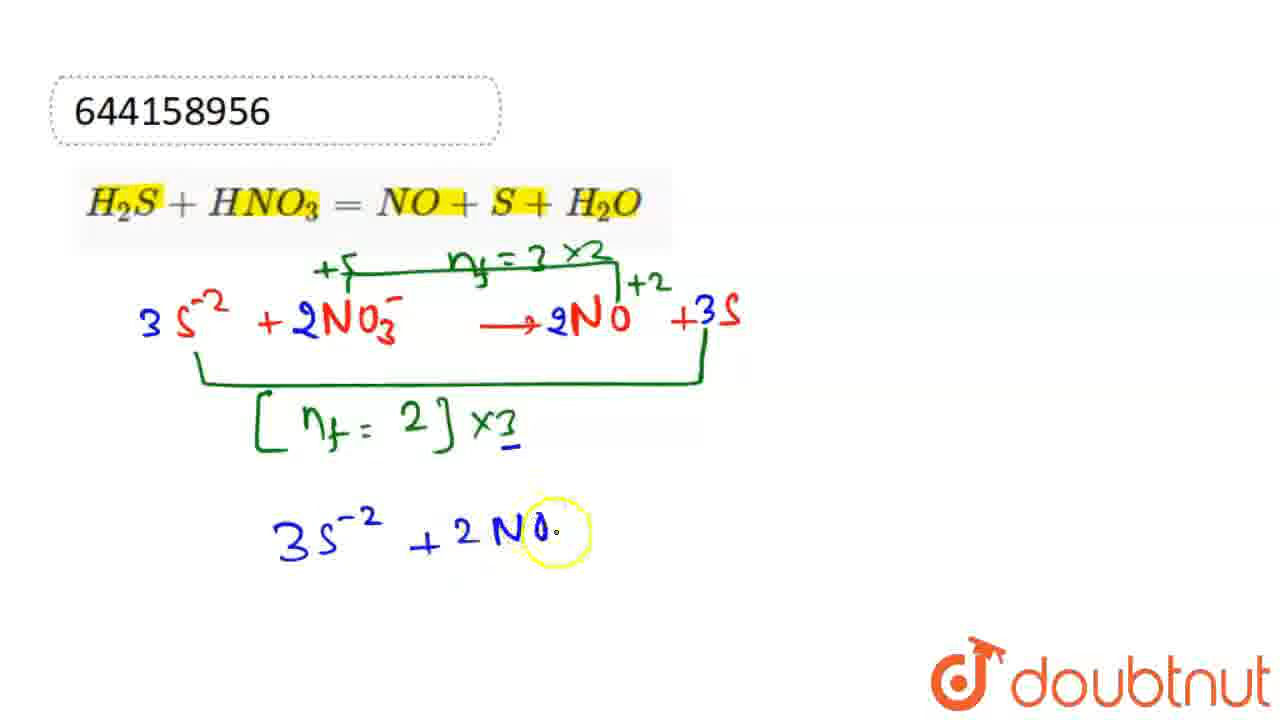 644158956
H₂S + HNO₃ = NO + S + H₂O
+5 nf = 3 ×2 +2
3 S⁻² + 2NO₃⁻ → 2NO + 3S
[ nf = 2 ] ×3
3 S⁻² + 2 NO
doubtnut